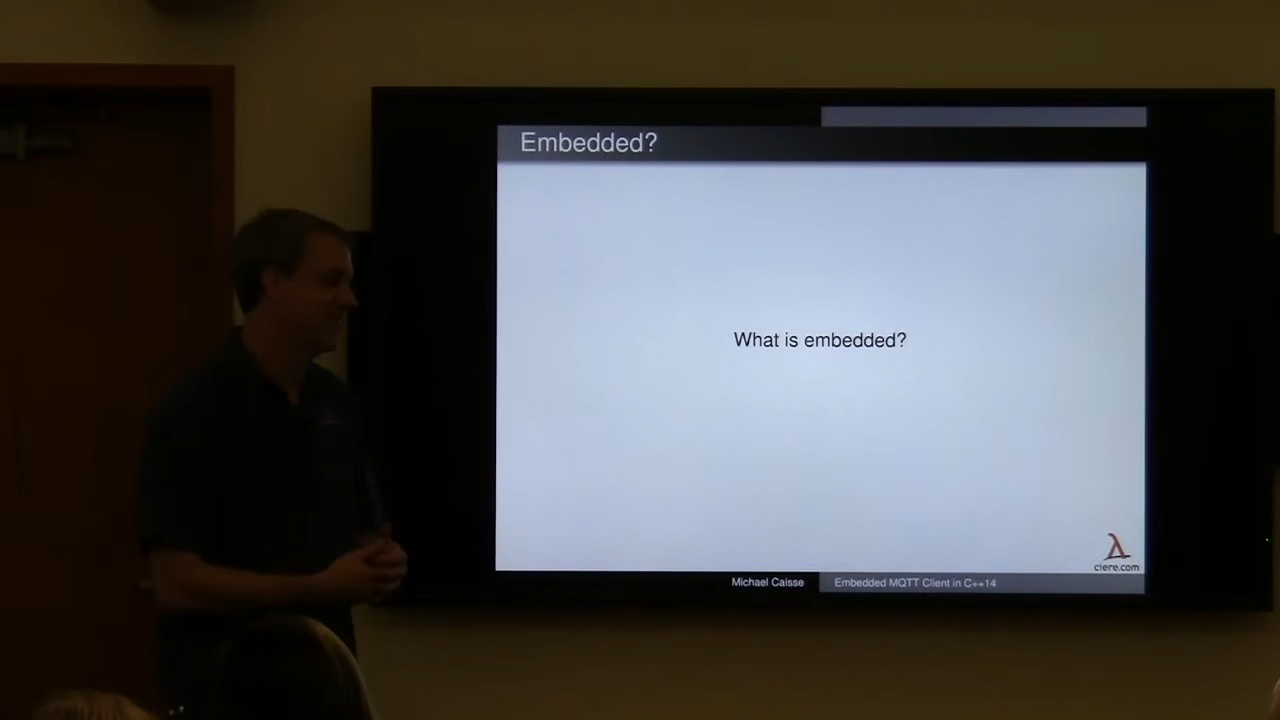 Embedded?
What is embedded?
λ
ciere.com
Michael Caisse
Embedded MQTT Client in C++14